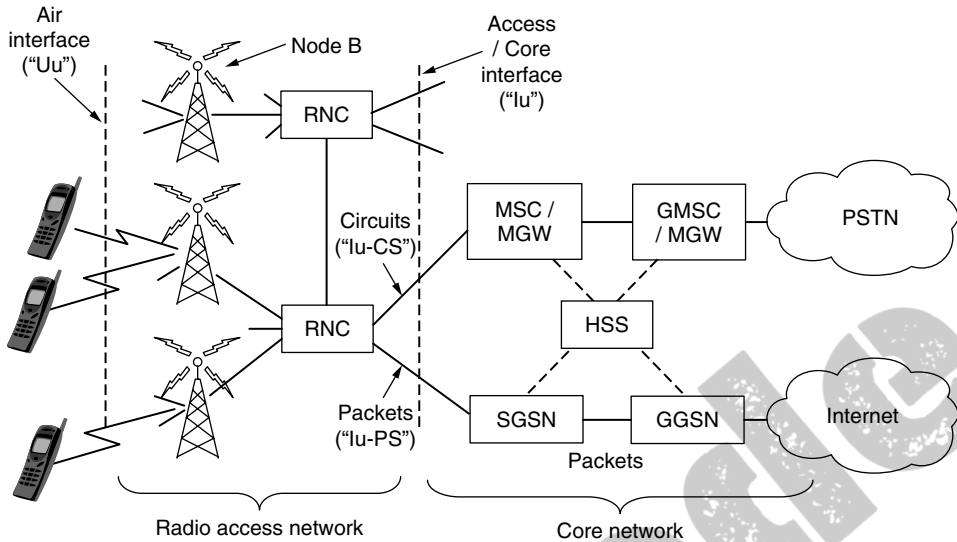 Air
interface
(“Uu”)
Node B
Access
/ Core
interface
(“Iu”)
RNC
Circuits
(“Iu-CS”)
MSC /
MGW
GMSC
/ MGW
PSTN
RNC
HSS
Packets
(“Iu-PS”)
SGSN
GGSN
Internet
Packets
Radio access network
Core network